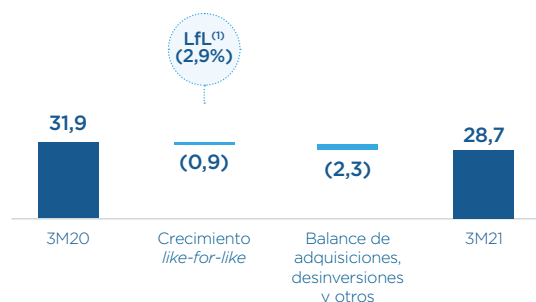 LfL(1)
(2,9%)
31,9
(0,9)
(2,3)
28,7
3M20
Crecimiento
like-for-like
Balance de
adquisiciones,
desinversiones
y otros
3M21